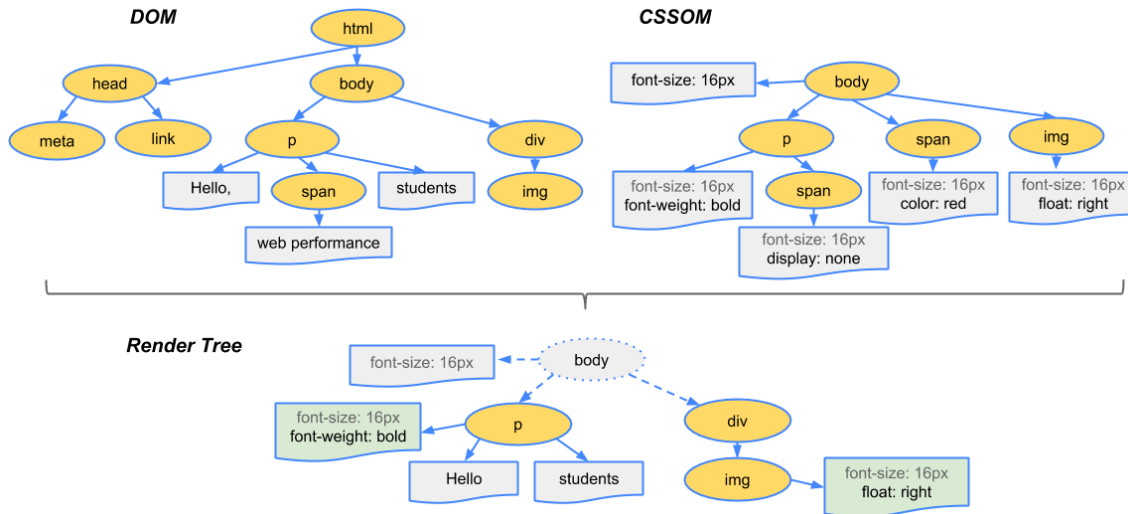 DOM
CSSOM
html
head
body
meta
link
p
div
Hello,
span
students
img
web performance
font-size: 16px
body
p
span
img
font-size: 16px
font-weight: bold
span
font-size: 16px
color: red
font-size: 16px
float: right
font-size: 16px
display: none
Render Tree
font-size: 16px
body
font-size: 16px
font-weight: bold
p
div
Hello
students
img
font-size: 16px
float: right